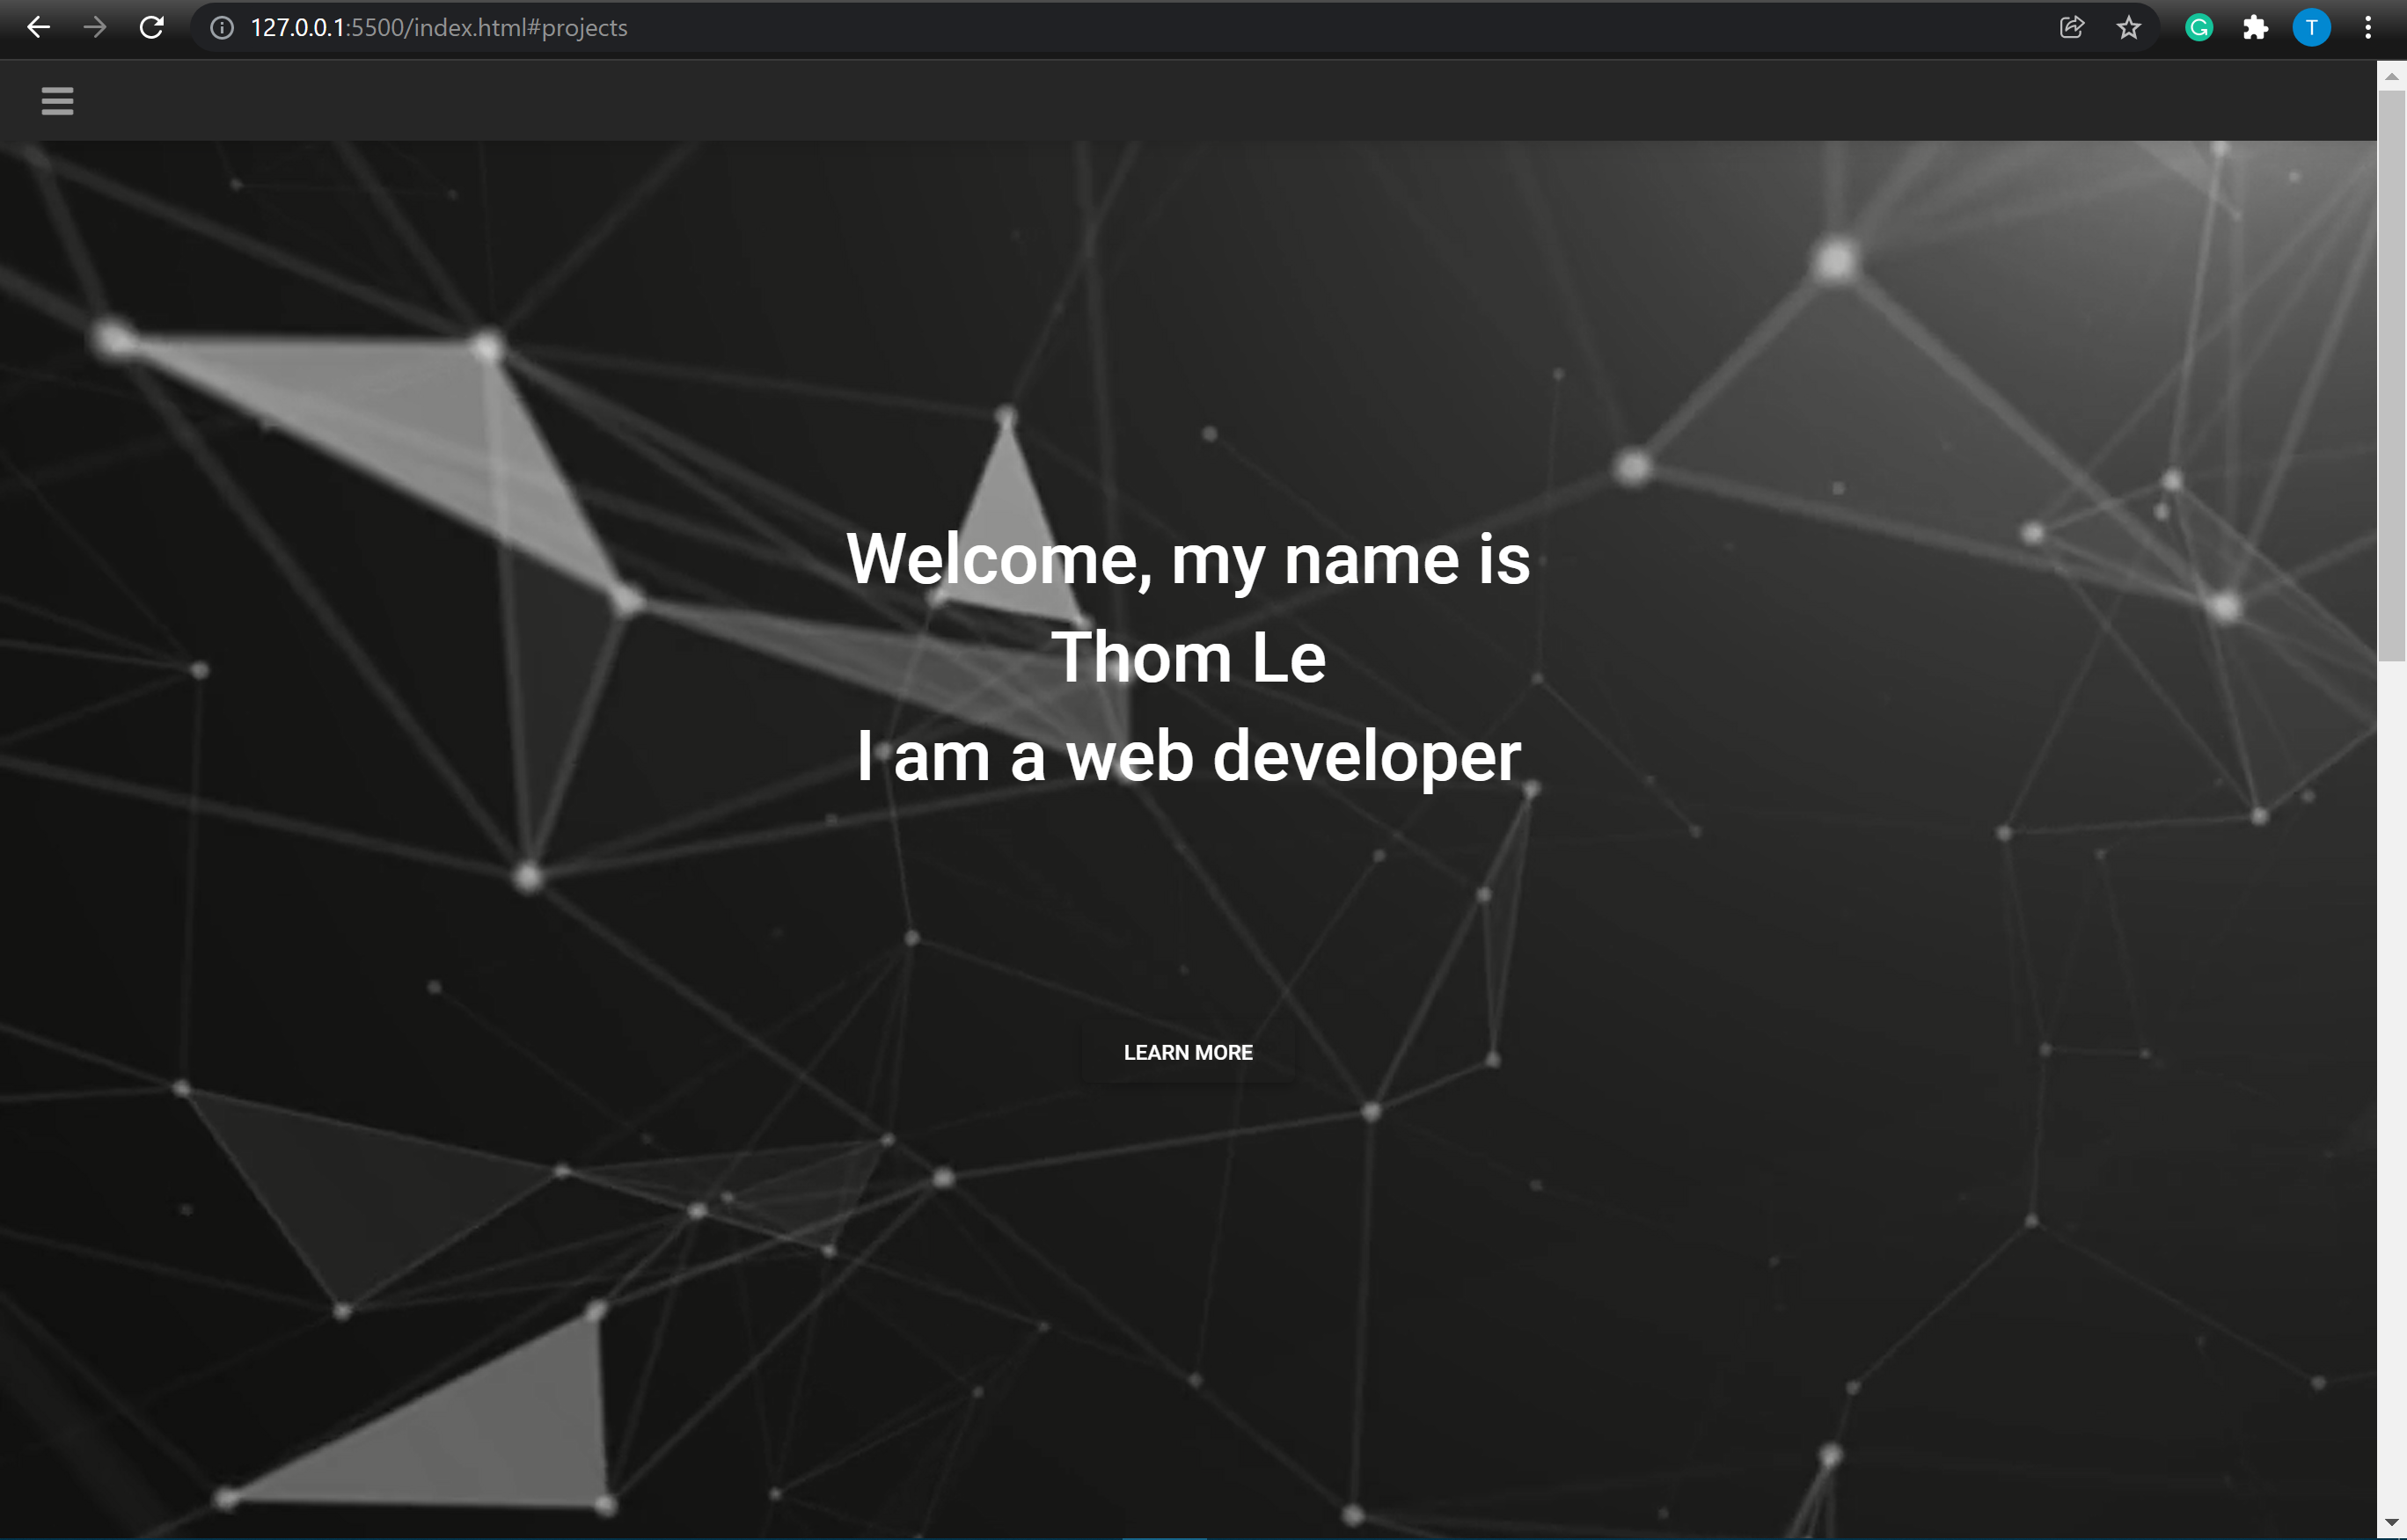 127.0.0.1:5500/index.html#projects
T
Welcome, my name is
Thom Le
I am a web developer
LEARN MORE